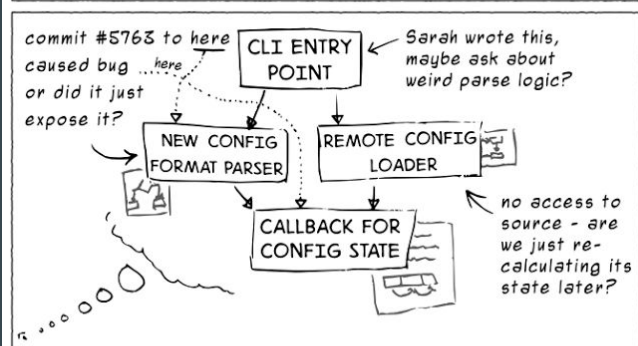 commit #5763 to here
caused bug
or did it just
expose it?
here
CLI ENTRY
POINT
Sarah wrote this,
maybe ask about
weird parse logic?
NEW CONFIG
FORMAT PARSER
REMOTE CONFIG
LOADER
CALLBACK FOR
CONFIG STATE
no access to
source - are
we just re-
calculating its
state later?